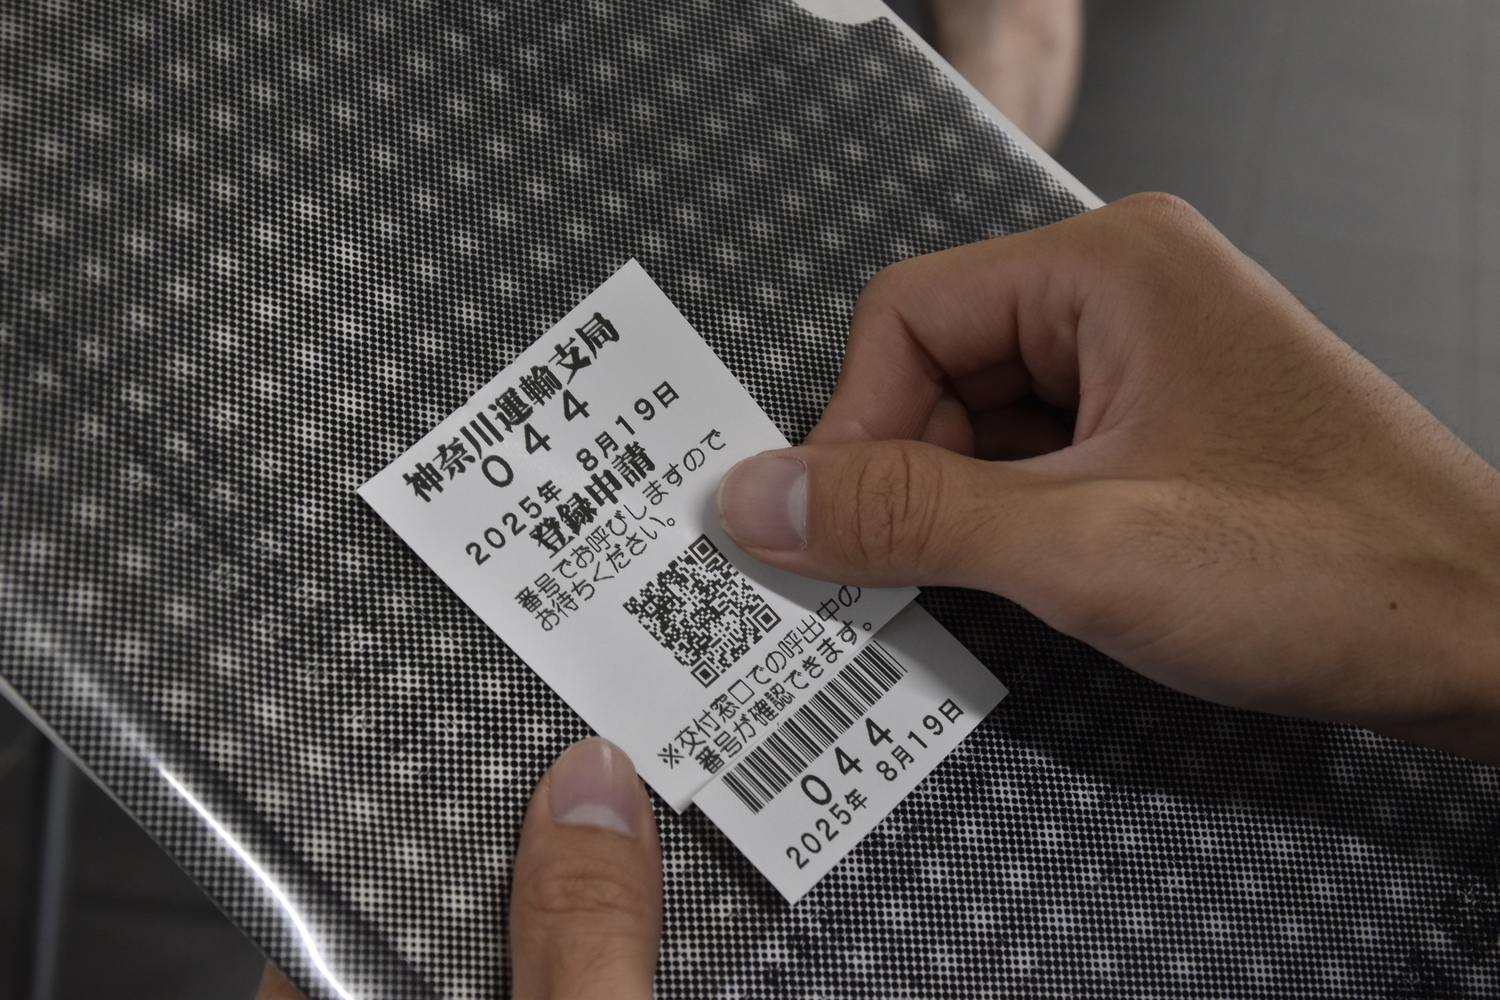 神奈川運輸支局
044
2025年 8月19日
登録申請
番号でお呼びしますので
お待ちください。
※交付窓口での呼出中の
番号が確認できます。
044
2025年 8月19日